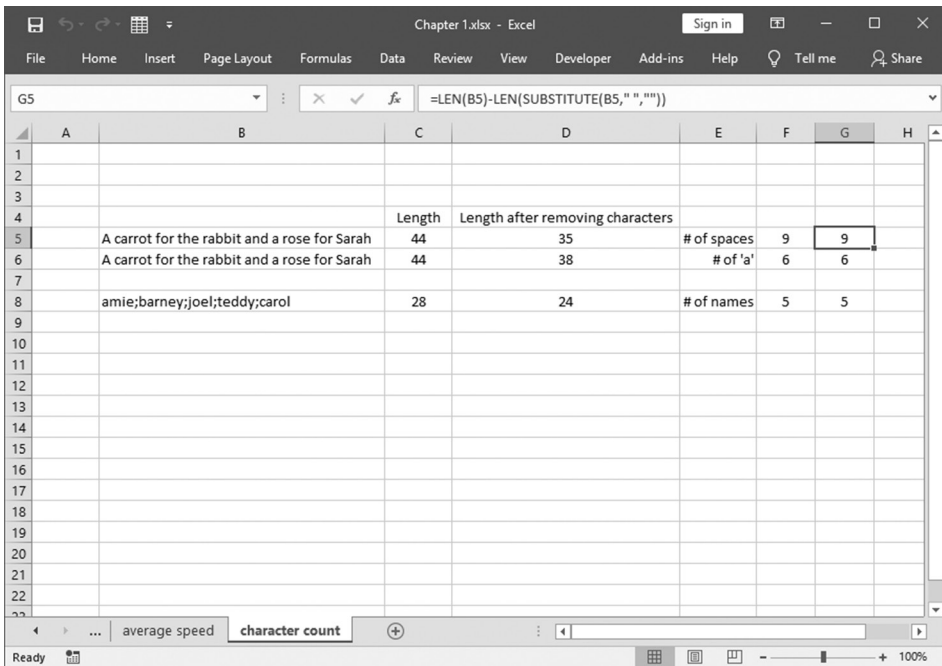 Chapter 1.xlsx - Excel Sign in
File Home Insert Page Layout Formulas Data Review View Developer Add-ins Help Tell me Share
G5 fx =LEN(B5)-LEN(SUBSTITUTE(B5," ",""))
A B C D E F G H
1
2
3
4 Length Length after removing characters
5 A carrot for the rabbit and a rose for Sarah 44 35 # of spaces 9 9
6 A carrot for the rabbit and a rose for Sarah 44 38 # of 'a' 6 6
7
8 amie;barney;joel;teddy;carol 28 24 # of names 5 5
9
10
11
12
13
14
15
16
17
18
19
20
21
22
23
... average speed character count
Ready 100%